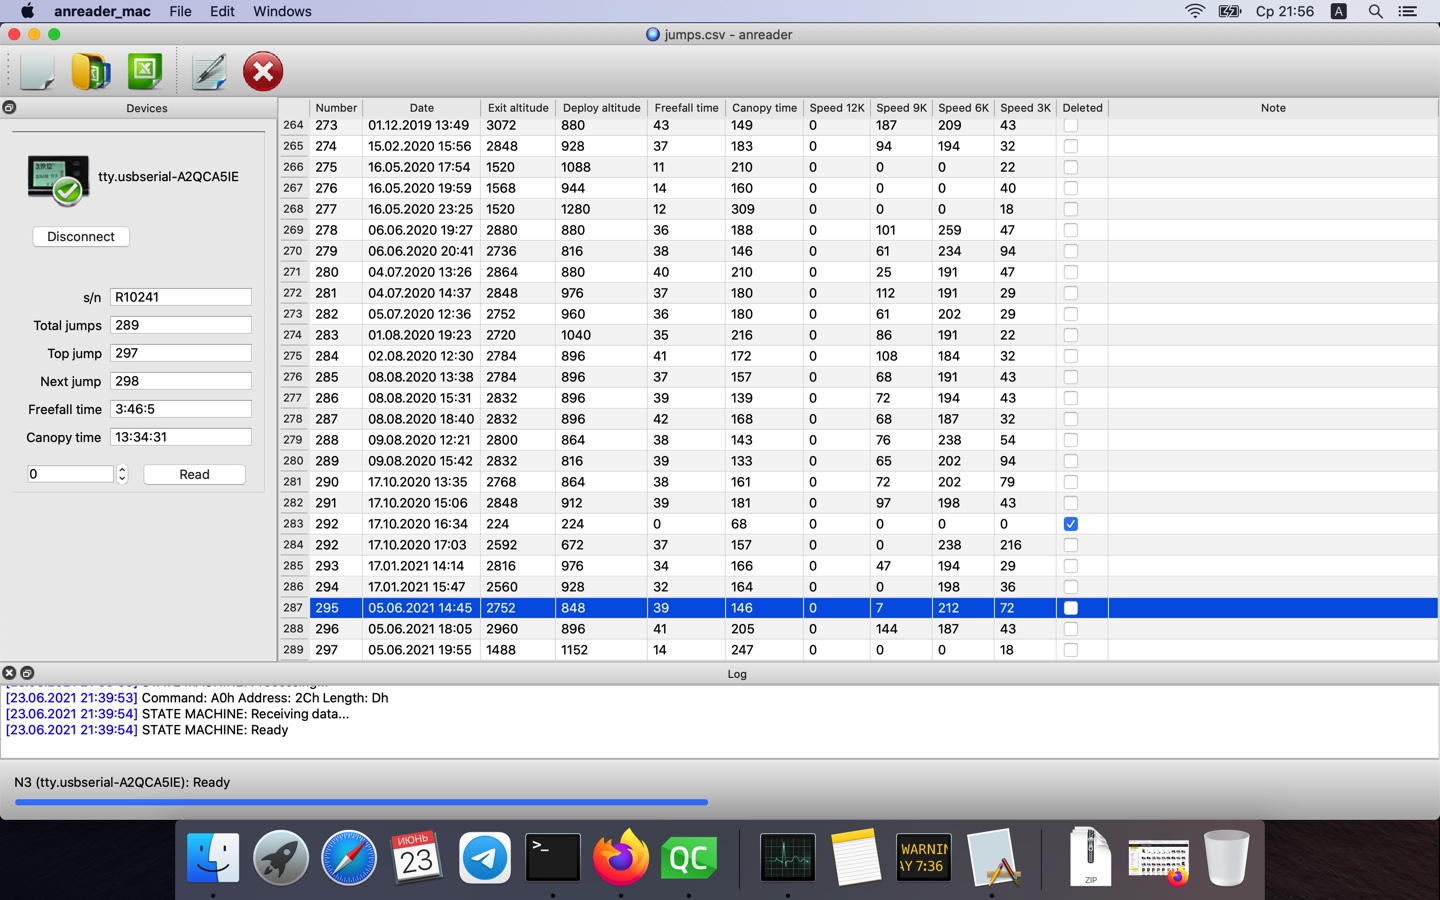 anreader_mac File Edit Windows Ср 21:56 A
jumps.csv - anreader
Devices
tty.usbserial-A2QCA5IE
Disconnect
s/n R10241
Total jumps 289
Top jump 297
Next jump 298
Freefall time 3:46:5
Canopy time 13:34:31
0 Read
Number Date Exit altitude Deploy altitude Freefall time Canopy time Speed 12K Speed 9K Speed 6K Speed 3K Deleted Note
264 273 01.12.2019 13:49 3072 880 43 149 0 187 209 43
265 274 15.02.2020 15:56 2848 928 37 183 0 94 194 32
266 275 16.05.2020 17:54 1520 1088 11 210 0 0 0 22
267 276 16.05.2020 19:59 1568 944 14 160 0 0 0 40
268 277 16.05.2020 23:25 1520 1280 12 309 0 0 0 18
269 278 06.06.2020 19:27 2880 880 36 188 0 101 259 47
270 279 06.06.2020 20:41 2736 816 38 146 0 61 234 94
271 280 04.07.2020 13:26 2864 880 40 210 0 25 191 47
272 281 04.07.2020 14:37 2848 976 37 180 0 112 191 29
273 282 05.07.2020 12:36 2752 960 36 180 0 61 202 29
274 283 01.08.2020 19:23 2720 1040 35 216 0 86 191 22
275 284 02.08.2020 12:30 2784 896 41 172 0 108 184 32
276 285 08.08.2020 13:38 2784 896 37 157 0 68 191 43
277 286 08.08.2020 15:31 2832 896 39 139 0 72 194 43
278 287 08.08.2020 18:40 2832 896 42 168 0 68 187 32
279 288 09.08.2020 12:21 2800 864 38 143 0 76 238 54
280 289 09.08.2020 15:42 2832 816 39 133 0 65 202 94
281 290 17.10.2020 13:35 2768 864 38 161 0 72 202 79
282 291 17.10.2020 15:06 2848 912 39 181 0 97 198 43
283 292 17.10.2020 16:34 224 224 0 68 0 0 0 0
284 292 17.10.2020 17:03 2592 672 37 157 0 0 238 216
285 293 17.01.2021 14:14 2816 976 34 166 0 47 194 29
286 294 17.01.2021 15:47 2560 928 32 164 0 0 198 36
287 295 05.06.2021 14:45 2752 848 39 146 0 7 212 72
288 296 05.06.2021 18:05 2960 896 41 205 0 144 187 43
289 297 05.06.2021 19:55 1488 1152 14 247 0 0 0 18
Log
[23.06.2021 21:39:53] Command: A0h Address: 2Ch Length: Dh
[23.06.2021 21:39:54] STATE MACHINE: Receiving data...
[23.06.2021 21:39:54] STATE MACHINE: Ready
N3 (tty.usbserial-A2QCA5IE): Ready
ИЮНЬ
23
>_
QC
WARNIN
AY 7:36
ZIP